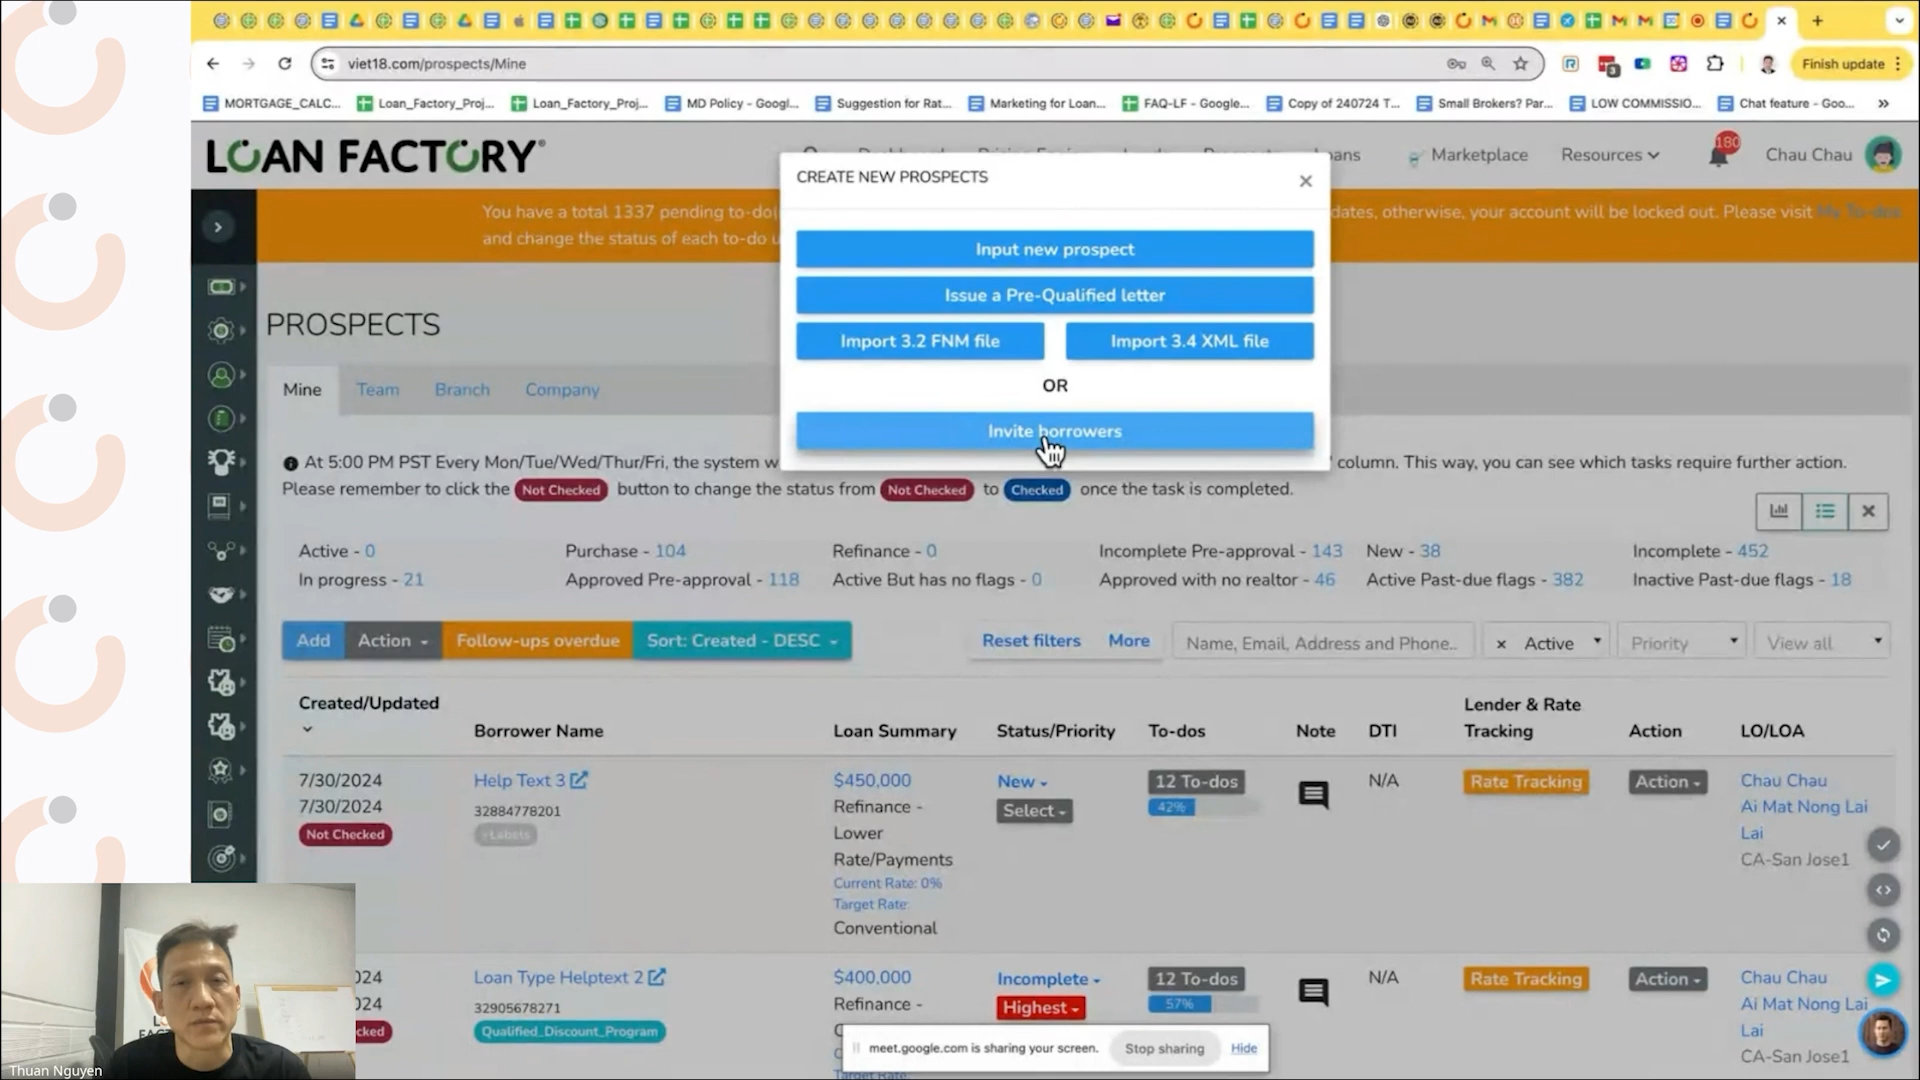 viet18.com/prospects/Mine
Finish update
MORTGAGE_CALC...
Loan_Factory_Proj...
Loan_Factory_Proj...
MD Policy - Googl...
Suggestion for Rat...
Marketing for Loan...
FAQ-LF - Google...
Copy of 240724 T...
Small Brokers? Par...
LOW COMMISSIO...
Chat feature - Goo...
LOAN FACTORY
Marketplace
Resources
180
Chau Chau
You have a total 1337 pending to-do
dates, otherwise, your account will be locked out. Please visit
and change the status of each to-do
CREATE NEW PROSPECTS
Input new prospect
Issue a Pre-Qualified letter
Import 3.2 FNM file
Import 3.4 XML file
OR
Invite borrowers
PROSPECTS
Mine
Team
Branch
Company
At 5:00 PM PST Every Mon/Tue/Wed/Thur/Fri, the system
column. This way, you can see which tasks require further action.
Please remember to click the Not Checked button to change the status from Not Checked to Checked once the task is completed.
Active - 0
Purchase - 104
Refinance - 0
Incomplete Pre-approval - 143
New - 38
Incomplete - 452
In progress - 21
Approved Pre-approval - 118
Active But has no flags - 0
Approved with no realtor - 46
Active Past-due flags - 382
Inactive Past-due flags - 18
Add
Action
Follow-ups overdue
Sort: Created - DESC
Reset filters
More
Name, Email, Address and Phone..
× Active
Priority
View all
Created/Updated
Borrower Name
Loan Summary
Status/Priority
To-dos
Note
DTI
Lender & Rate
Tracking
Action
LO/LOA
7/30/2024
7/30/2024
Not Checked
Help Text 3
32884778201
+Labels
$450,000
Refinance -
Lower
Rate/Payments
Current Rate: 0%
Target Rate:
Conventional
New
Select
12 To-dos
42%
N/A
Rate Tracking
Action
Chau Chau
Ai Mat Nong Lai
Lai
CA-San Jose1
Loan Type Helptext 2
32905678271
Qualified_Discount_Program
$400,000
Refinance -
Incomplete
Highest
12 To-dos
57%
N/A
Rate Tracking
Action
Chau Chau
Ai Mat Nong Lai
Lai
CA-San Jose1
meet.google.com is sharing your screen.
Stop sharing
Hide
Thuan Nguyen